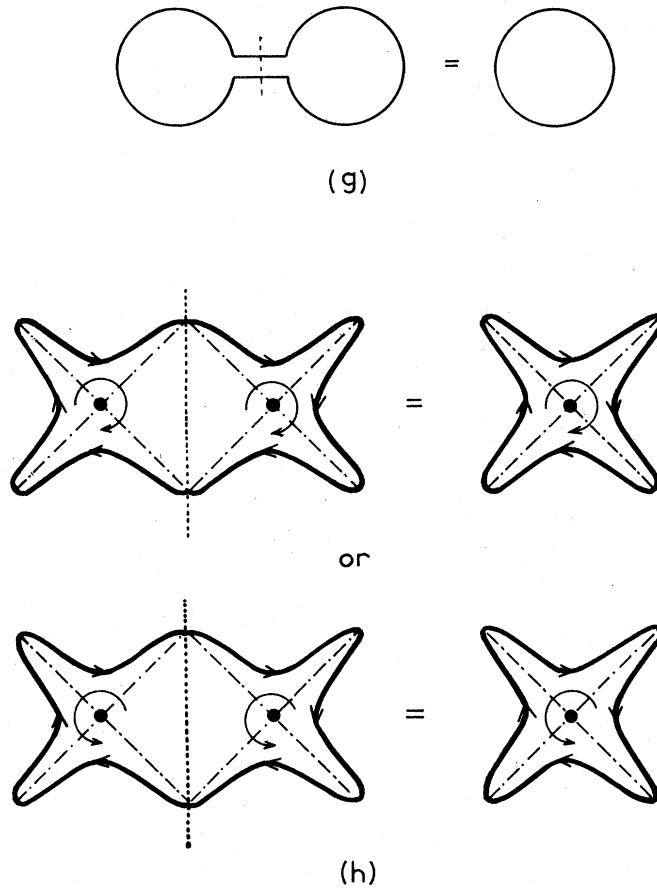 =
(g)
=
or
=
(h)